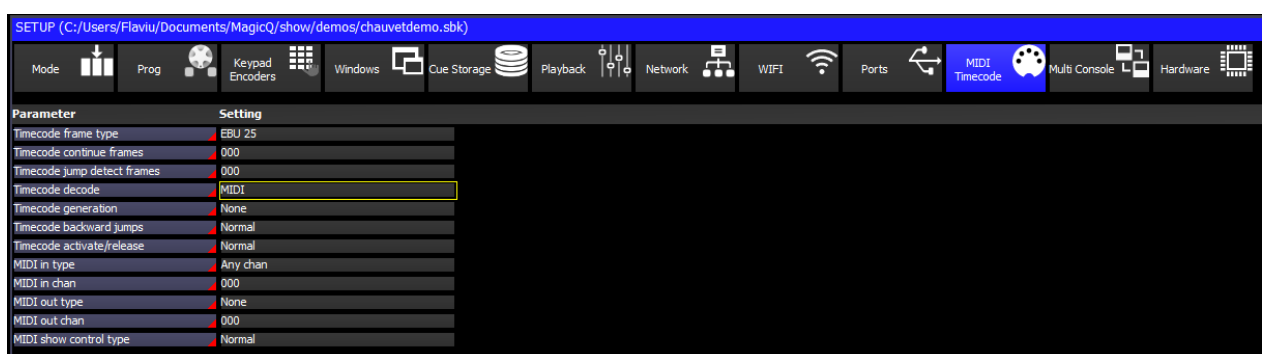 SETUP (C:/Users/Flaviu/Documents/MagicQ/show/demos/chauvetdemo.sbk)
Mode Prog Keypad Encoders Windows Cue Storage Playback Network WIFI Ports MIDI Timecode Multi Console Hardware
Parameter Setting
Timecode frame type EBU 25
Timecode continue frames 000
Timecode jump detect frames 000
Timecode decode MIDI
Timecode generation None
Timecode backward jumps Normal
Timecode activate/release Normal
MIDI in type Any chan
MIDI in chan 000
MIDI out type None
MIDI out chan 000
MIDI show control type Normal